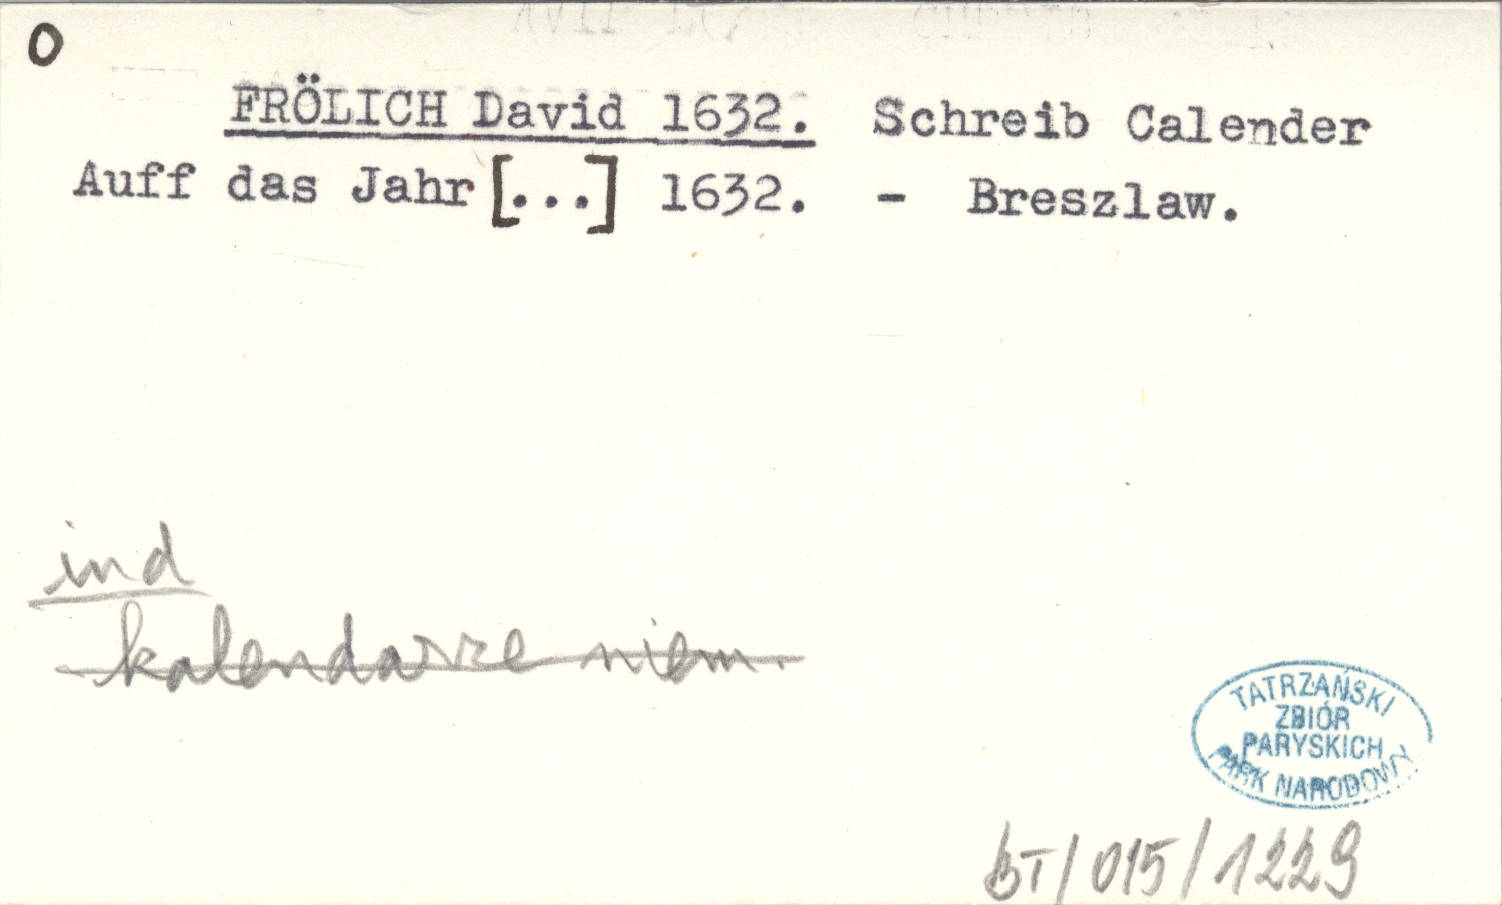 O
FRÖLICH David 1632. Schreib Calender
Auff das Jahr [...] 1632. - Breszlaw.
ind
kalendarze niem.
TATRZAŃSKI
ZBIÓR
PARYSKICH
PARK NARODOWY
BT/015/1229